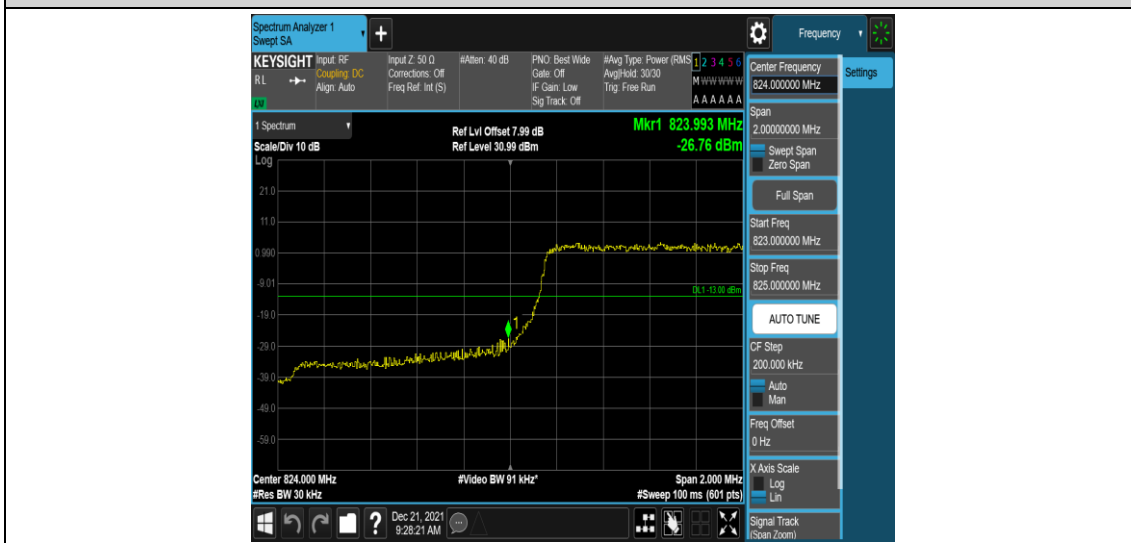 Spectrum Analyzer 1
Swept SA
+
Frequency
KEYSIGHT
RL
Input: RF
Coupling: DC
Align: Auto
Input Z: 50 Ω
Corrections: Off
Freq Ref: Int (S)
#Atten: 40 dB
PNO: Best Wide
Gate: Off
IF Gain: Low
Sig Track: Off
#Avg Type: Power (RMS
Avg|Hold: 30/30
Trig: Free Run
1 2 3 4 5 6
M W W W W W
A A A A A A
1 Spectrum
Scale/Div 10 dB
Log
Ref Lvl Offset 7.99 dB
Ref Level 30.99 dBm
Mkr1 823.993 MHz
-26.76 dBm
21.0
11.0
0.990
-9.01
-19.0
-29.0
-39.0
-49.0
-59.0
DL1 -13.00 dBm
1
Center 824.000 MHz
#Res BW 30 kHz
#Video BW 91 kHz*
Span 2.000 MHz
#Sweep 100 ms (601 pts)
Center Frequency
824.000000 MHz
Settings
Span
2.00000000 MHz
Swept Span
Zero Span
Full Span
Start Freq
823.000000 MHz
Stop Freq
825.000000 MHz
AUTO TUNE
CF Step
200.000 kHz
Auto
Man
Freq Offset
0 Hz
X Axis Scale
Log
Lin
Signal Track
(Span Zoom)
?
Dec 21, 2021
9:28:21 AM